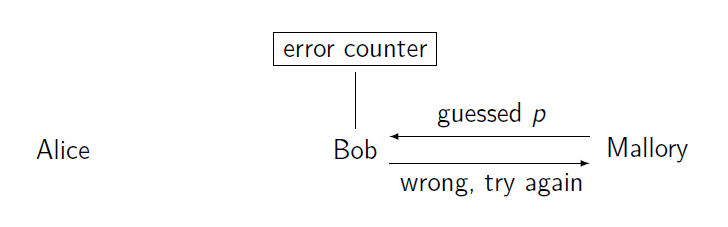 error counter
guessed p
Alice
Bob
Mallory
wrong, try again